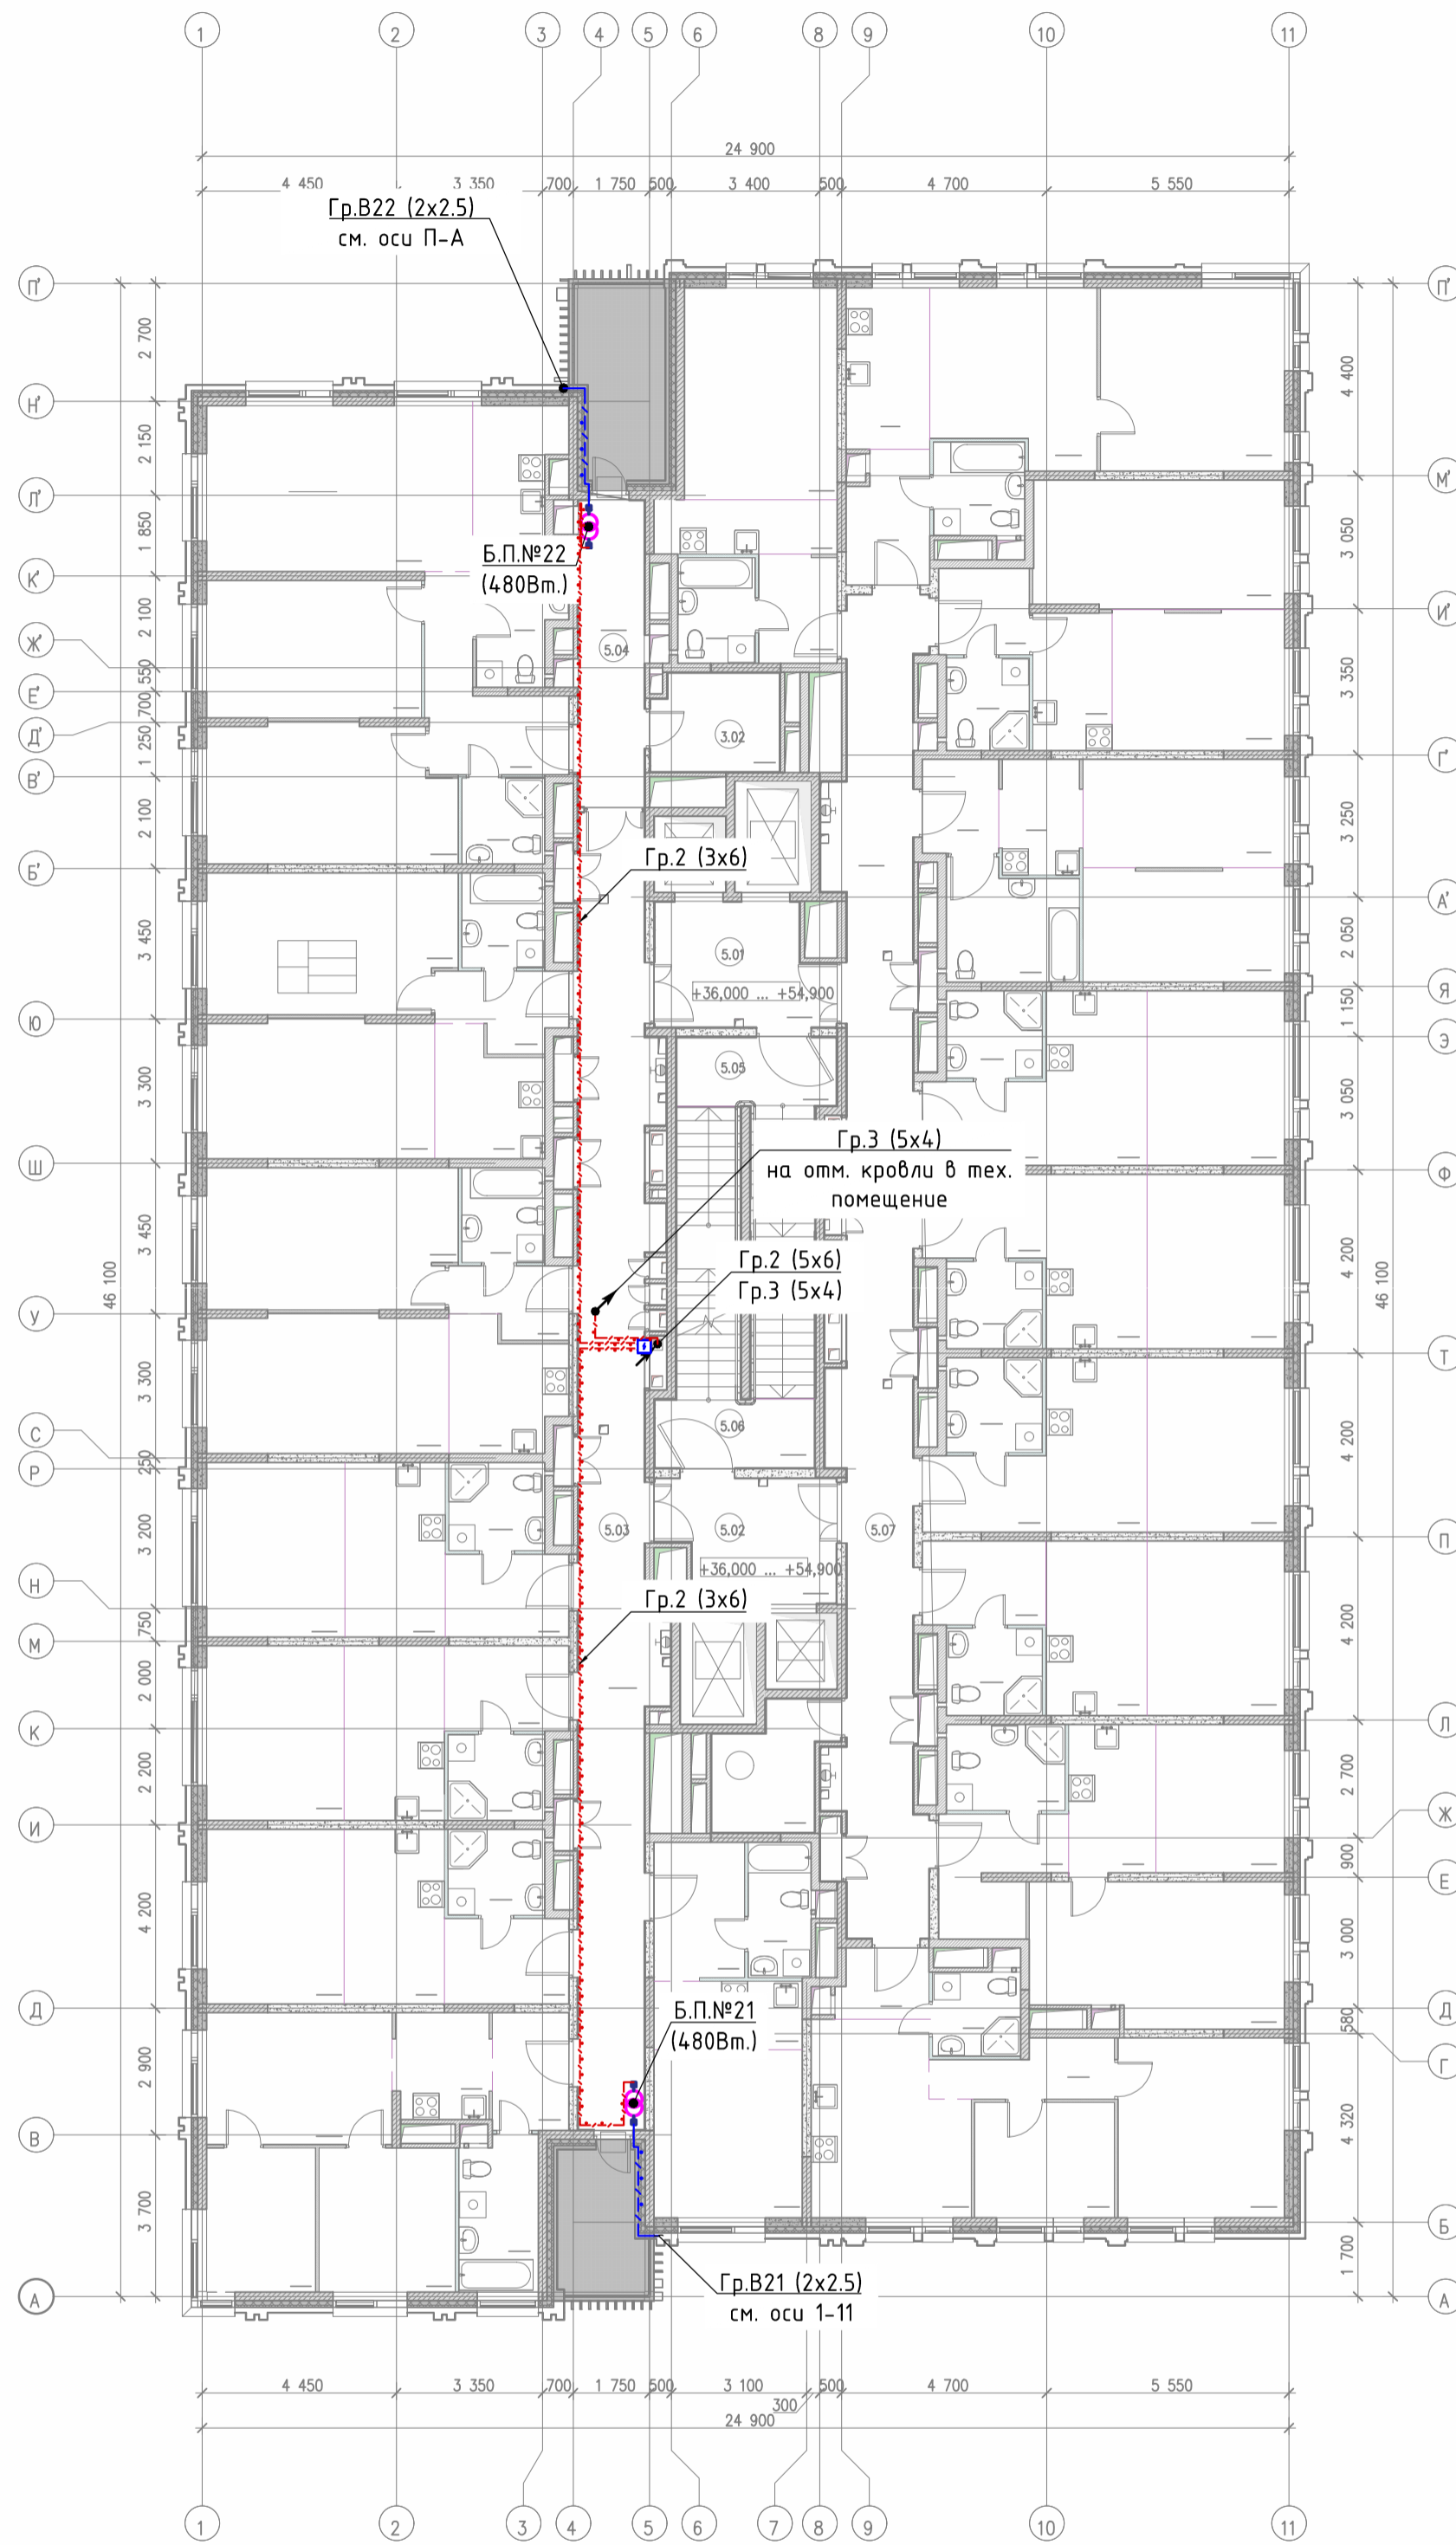 1 2 3 4 5 6 8 9 10 11
24 900
4 450 3 350 700 1 750 500 3 400 500 4 700 5 550
Гр.В22 (2х2.5)
см. оси П-А
П' Н' Л' К' Ж' Е' Д' В' Б' Ю Ш У С Р Н М К И Д В А
2 700
2 150
1 850
2 100
550
700
1 250
2 100
3 450
3 300
3 450
3 300
250
3 200
750
2 000
2 200
4 200
2 900
3 700
46 100
Б.П.№22
(480Вт.)
5.04
3.02
Гр.2 (3х6)
5.01
+36,000 ... +54,900
5.05
Гр.3 (5х4)
на отм. кровли в тех.
помещение
Гр.2 (5х6)
Гр.3 (5х4)
5.06
5.03 5.02 5.07
+36,000 ... +54,900
Гр.2 (3х6)
Б.П.№21
(480Вт.)
Гр.В21 (2х2.5)
см. оси 1-11
П' М' И' Г' А' Я Э Ф Т П Л Ж Е Д Г Б А
4 400
3 050
3 350
3 250
2 050
1 150
3 050
4 200
4 200
4 200
2 700
900
3 000
580
4 320
1 700
46 100
4 450 3 350 700 1 750 500 3 100 500 4 700 5 550
300
24 900
1 2 3 4 5 6 7 8 9 10 11